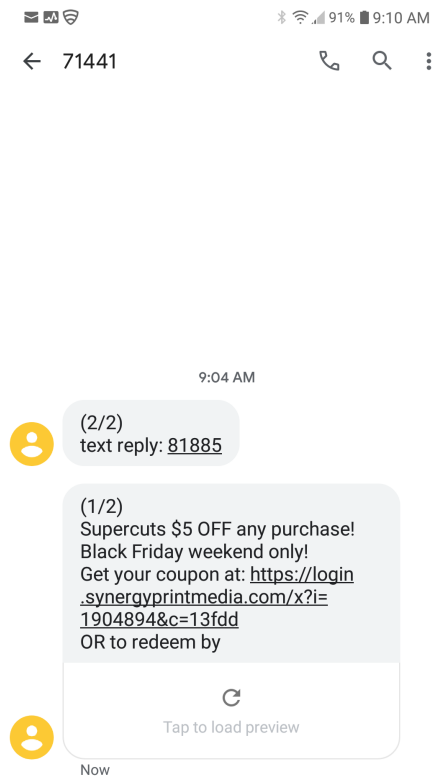 91% 9:10 AM
71441
9:04 AM
(2/2)
text reply: 81885
(1/2)
Supercuts $5 OFF any purchase!
Black Friday weekend only!
Get your coupon at: https://login
.synergyprintmedia.com/x?i=
1904894&c=13fdd
OR to redeem by
Tap to load preview
Now